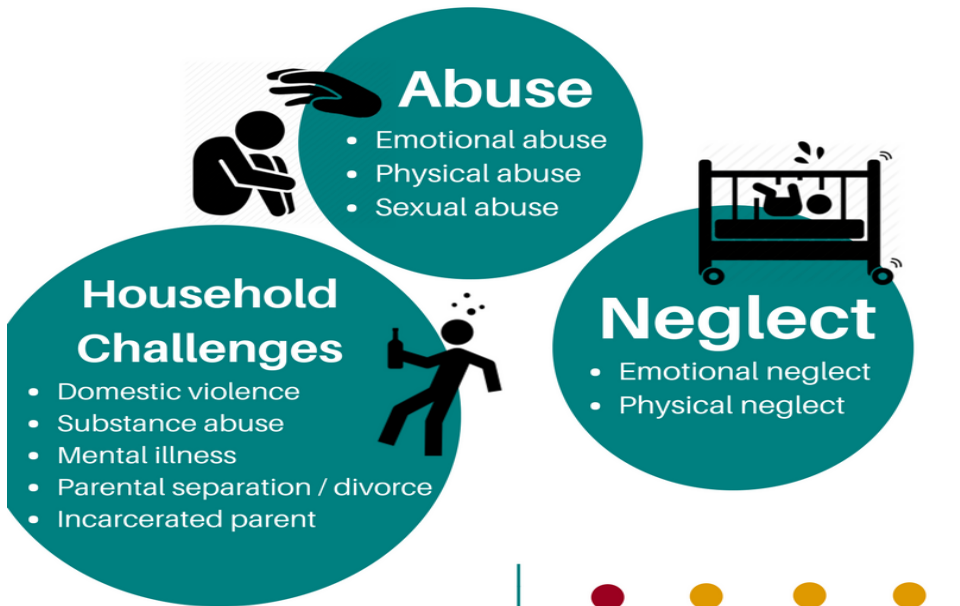 Abuse
• Emotional abuse
• Physical abuse
• Sexual abuse
Household
Challenges
• Domestic violence
• Substance abuse
• Mental illness
• Parental separation / divorce
• Incarcerated parent
Neglect
• Emotional neglect
• Physical neglect